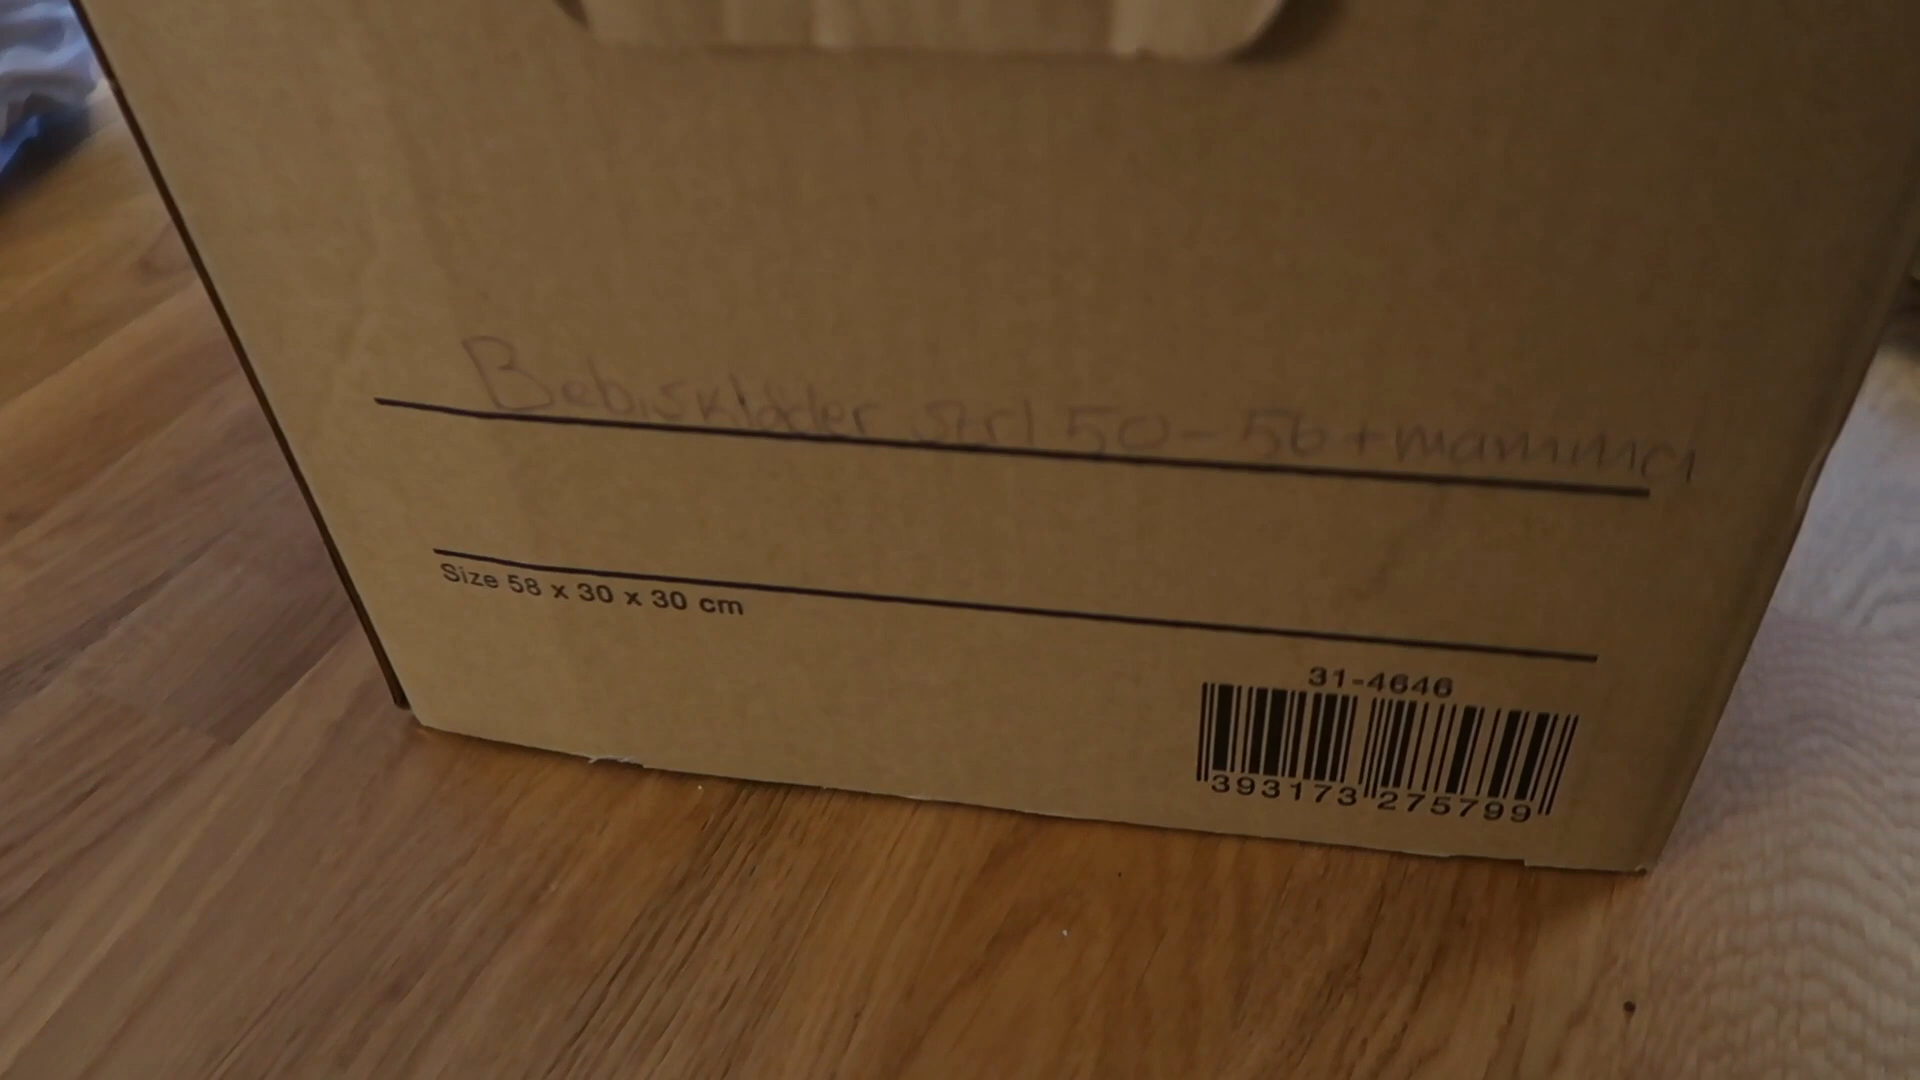 Bebiskläder strl 50-56 + mamma
Size 58 x 30 x 30 cm
31-4646
393173 275799